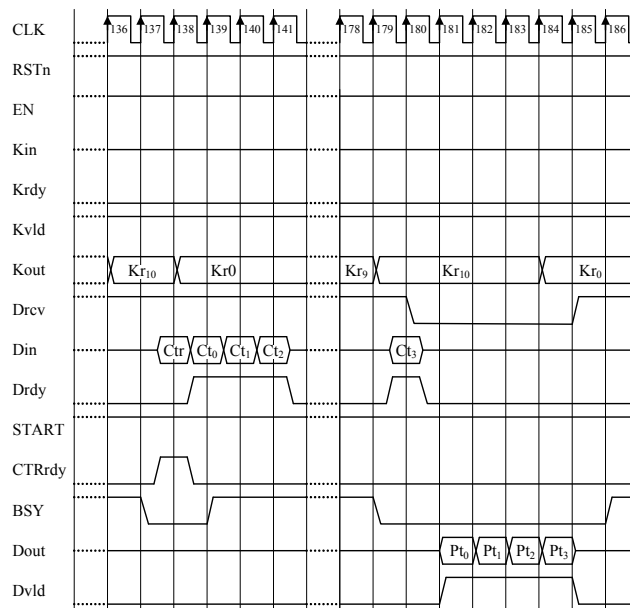 CLK 136 137 138 139 140 141 178 179 180 181 182 183 184 185 186
RSTn
EN
Kin
Krdy
Kvld
Kout Kr10 Kr0 Kr9 Kr10 Kr0
Drcv
Din Ctr Ct0 Ct1 Ct2 Ct3
Drdy
START
CTRrdy
BSY
Dout Pt0 Pt1 Pt2 Pt3
Dvld